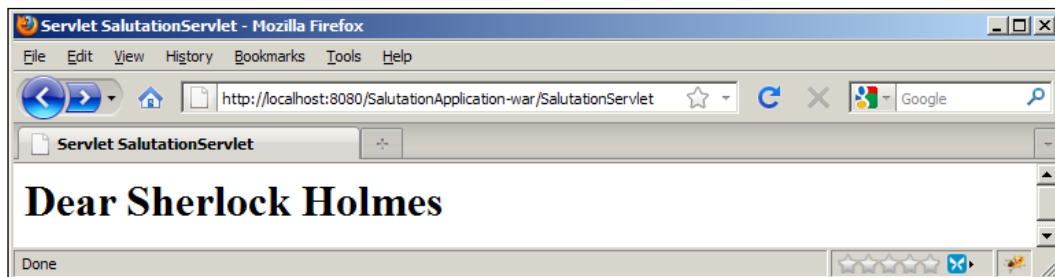 Servlet SalutationServlet - Mozilla Firefox
File Edit View History Bookmarks Tools Help
http://localhost:8080/SalutationApplication-war/SalutationServlet Google
Servlet SalutationServlet
Dear Sherlock Holmes
Done